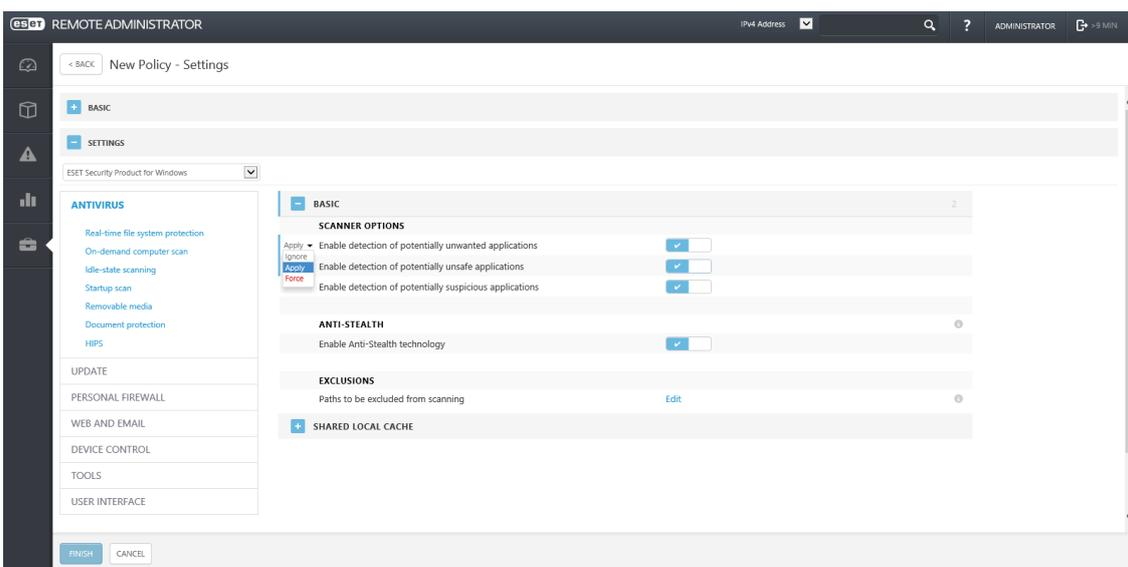 eset REMOTE ADMINISTRATOR
IPv4 Address
?
ADMINISTRATOR
>9 MIN
< BACK
New Policy - Settings
+ BASIC
− SETTINGS
ESET Security Product for Windows
ANTIVIRUS
Real-time file system protection
On-demand computer scan
Idle-state scanning
Startup scan
Removable media
Document protection
HIPS
UPDATE
PERSONAL FIREWALL
WEB AND EMAIL
DEVICE CONTROL
TOOLS
USER INTERFACE
− BASIC 2
SCANNER OPTIONS
Apply Enable detection of potentially unwanted applications
Ignore
Apply Enable detection of potentially unsafe applications
Force
Enable detection of potentially suspicious applications
ANTI-STEALTH
Enable Anti-Stealth technology
EXCLUSIONS
Paths to be excluded from scanning Edit
+ SHARED LOCAL CACHE
FINISH
CANCEL